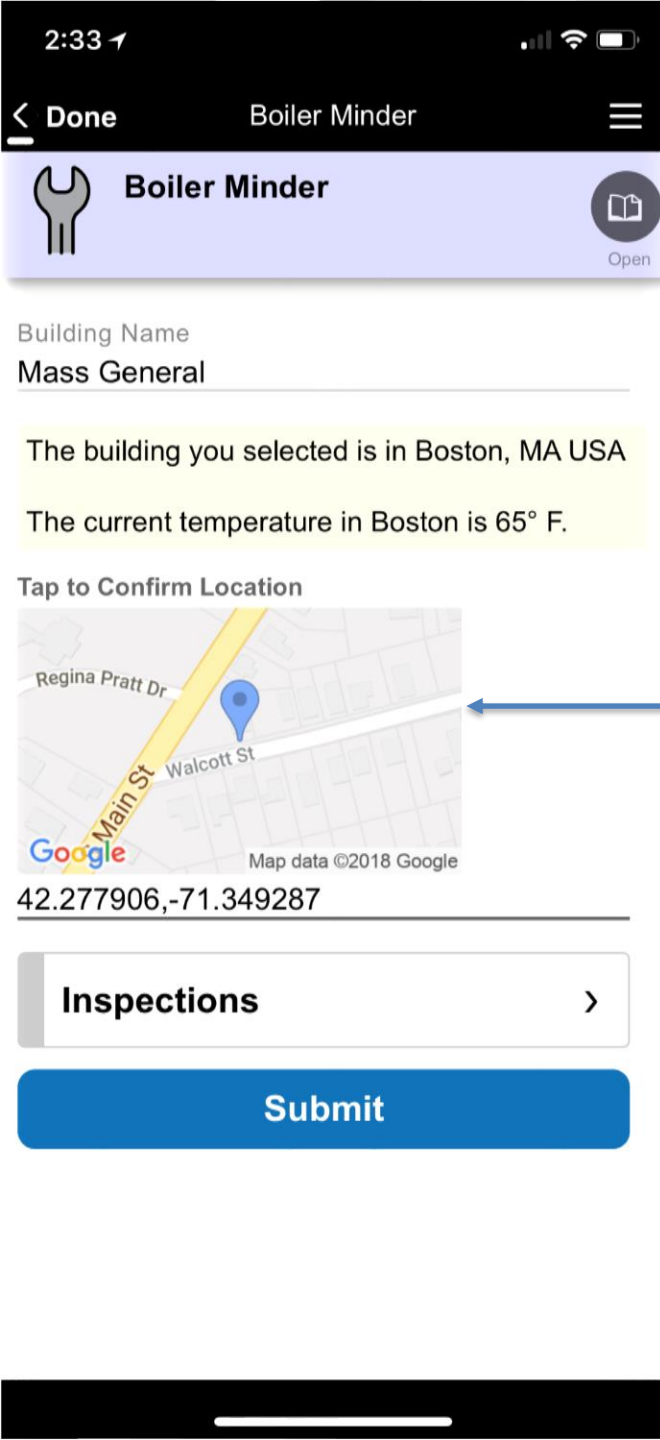 2:33
Done
Boiler Minder
Boiler Minder
Open
Building Name
Mass General
The building you selected is in Boston, MA USA
The current temperature in Boston is 65° F.
Tap to Confirm Location
Regina Pratt Dr
Walcott St
Main St
Google
Map data ©2018 Google
42.277906,-71.349287
Inspections
Submit